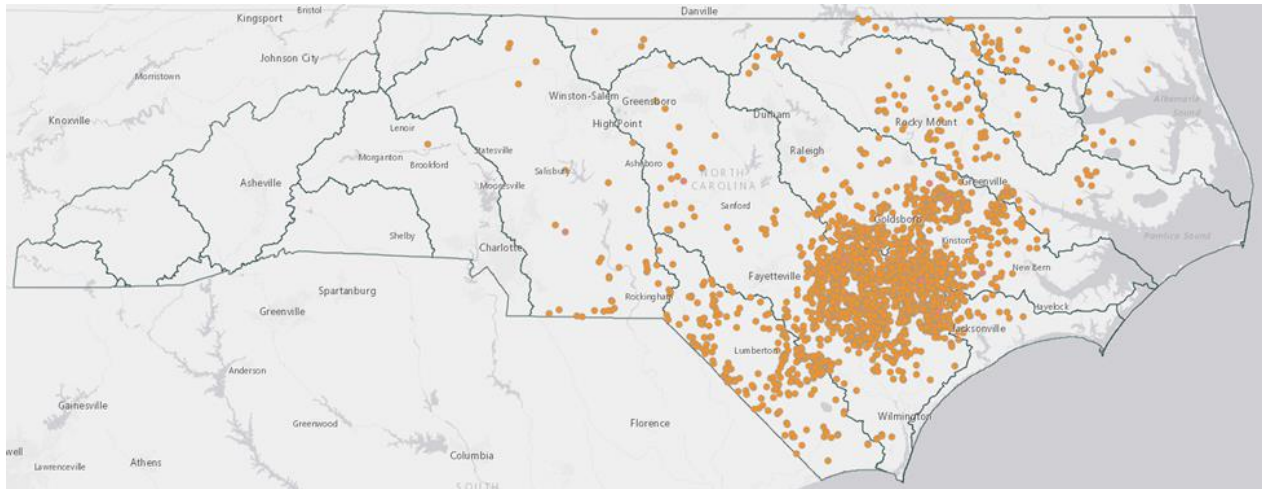 Bristol
Danville
Kingsport
Johnson City
Morristown
Winston-Salem
Greensboro
Albemarle
Sound
Knoxville
High Point
Durham
Rocky Mount
Lenoir
Raleigh
Morganton
Statesville
Brookford
Salisbury
Asheboro
NORTH
CAROLINA
Asheville
Mooresville
Greenville
Sanford
Goldsboro
Shelby
Charlotte
Kinston
Pamlico Sound
New Bern
Fayetteville
Spartanburg
Rockingham
Havelock
Greenville
Jacksonville
Lumberton
Anderson
Gainesville
Wilmington
Greenwood
Florence
well
Columbia
Lawrenceville
Athens
SOUTH